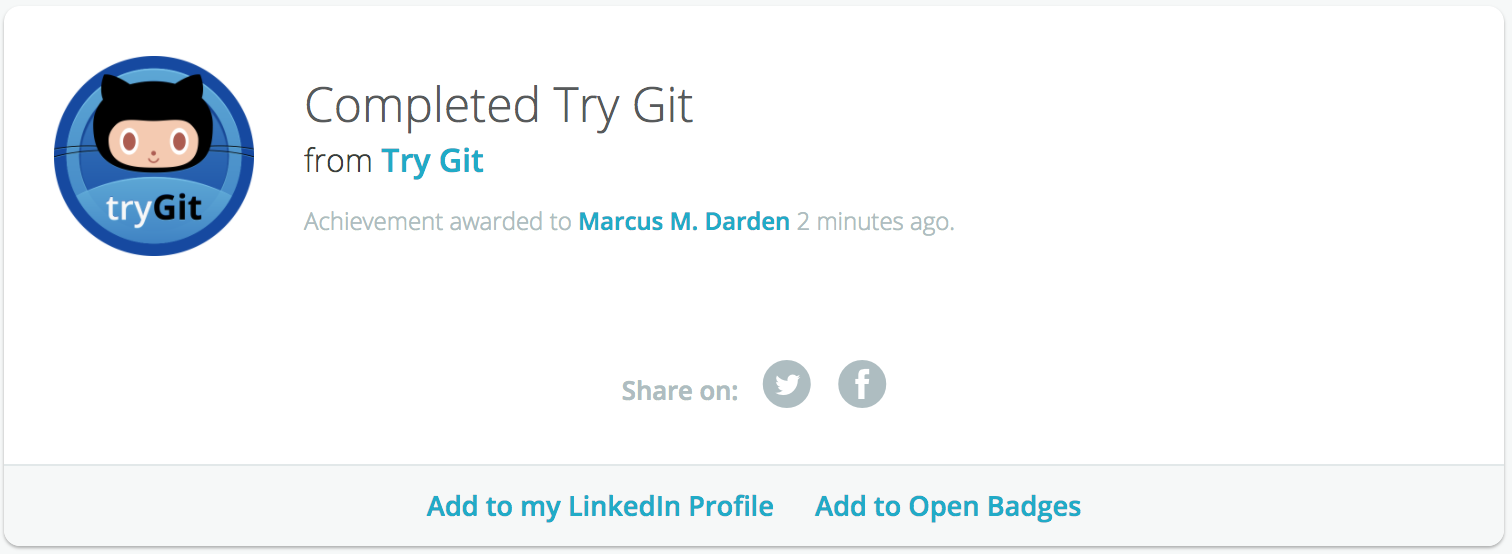 tryGit
Completed Try Git
from Try Git
Achievement awarded to Marcus M. Darden 2 minutes ago.
Share on:
Add to my LinkedIn Profile Add to Open Badges